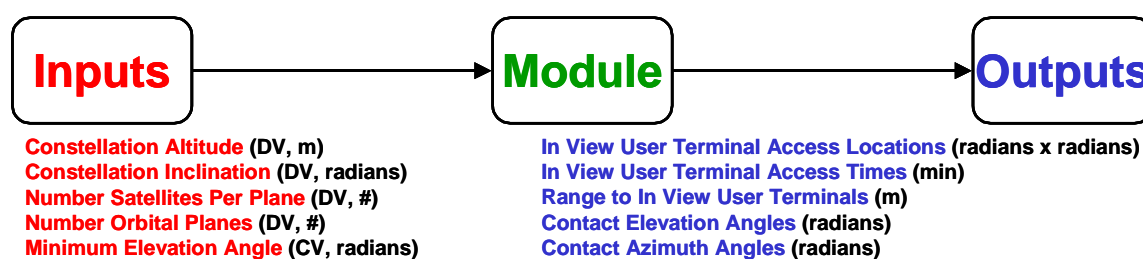 Inputs
Module
Outputs
Constellation Altitude (DV, m)
Constellation Inclination (DV, radians)
Number Satellites Per Plane (DV, #)
Number Orbital Planes (DV, #)
Minimum Elevation Angle (CV, radians)
In View User Terminal Access Locations (radians x radians)
In View User Terminal Access Times (min)
Range to In View User Terminals (m)
Contact Elevation Angles (radians)
Contact Azimuth Angles (radians)